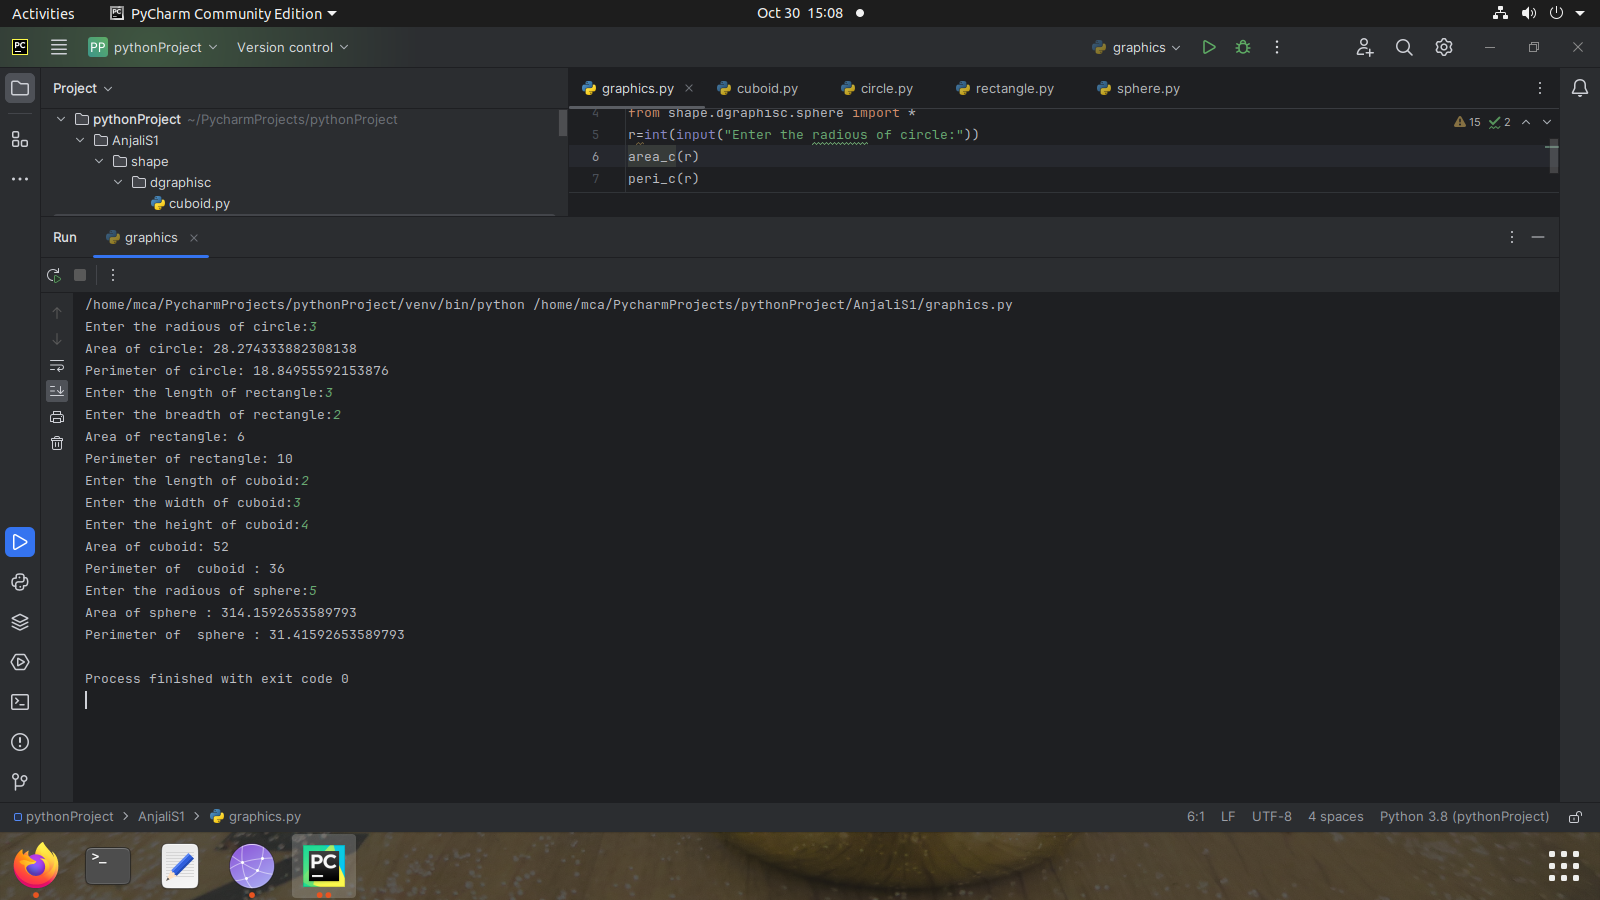 Activities PyCharm Community Edition Oct 30 15:08
PC PP pythonProject Version control graphics
Project graphics.py cuboid.py circle.py rectangle.py sphere.py
pythonProject ~/PycharmProjects/pythonProject
AnjaliS1
shape
dgraphisc
cuboid.py
4 from shape.dgraphisc.sphere import *
5 r=int(input("Enter the radious of circle:"))
6 area_c(r)
7 peri_c(r)
15 2
Run graphics
/home/mca/PycharmProjects/pythonProject/venv/bin/python /home/mca/PycharmProjects/pythonProject/AnjaliS1/graphics.py
Enter the radious of circle:3
Area of circle: 28.274333882308138
Perimeter of circle: 18.84955592153876
Enter the length of rectangle:3
Enter the breadth of rectangle:2
Area of rectangle: 6
Perimeter of rectangle: 10
Enter the length of cuboid:2
Enter the width of cuboid:3
Enter the height of cuboid:4
Area of cuboid: 52
Perimeter of  cuboid : 36
Enter the radious of sphere:5
Area of sphere : 314.1592653589793
Perimeter of  sphere : 31.41592653589793
Process finished with exit code 0
pythonProject > AnjaliS1 > graphics.py 6:1 LF UTF-8 4 spaces Python 3.8 (pythonProject)
>_ PC